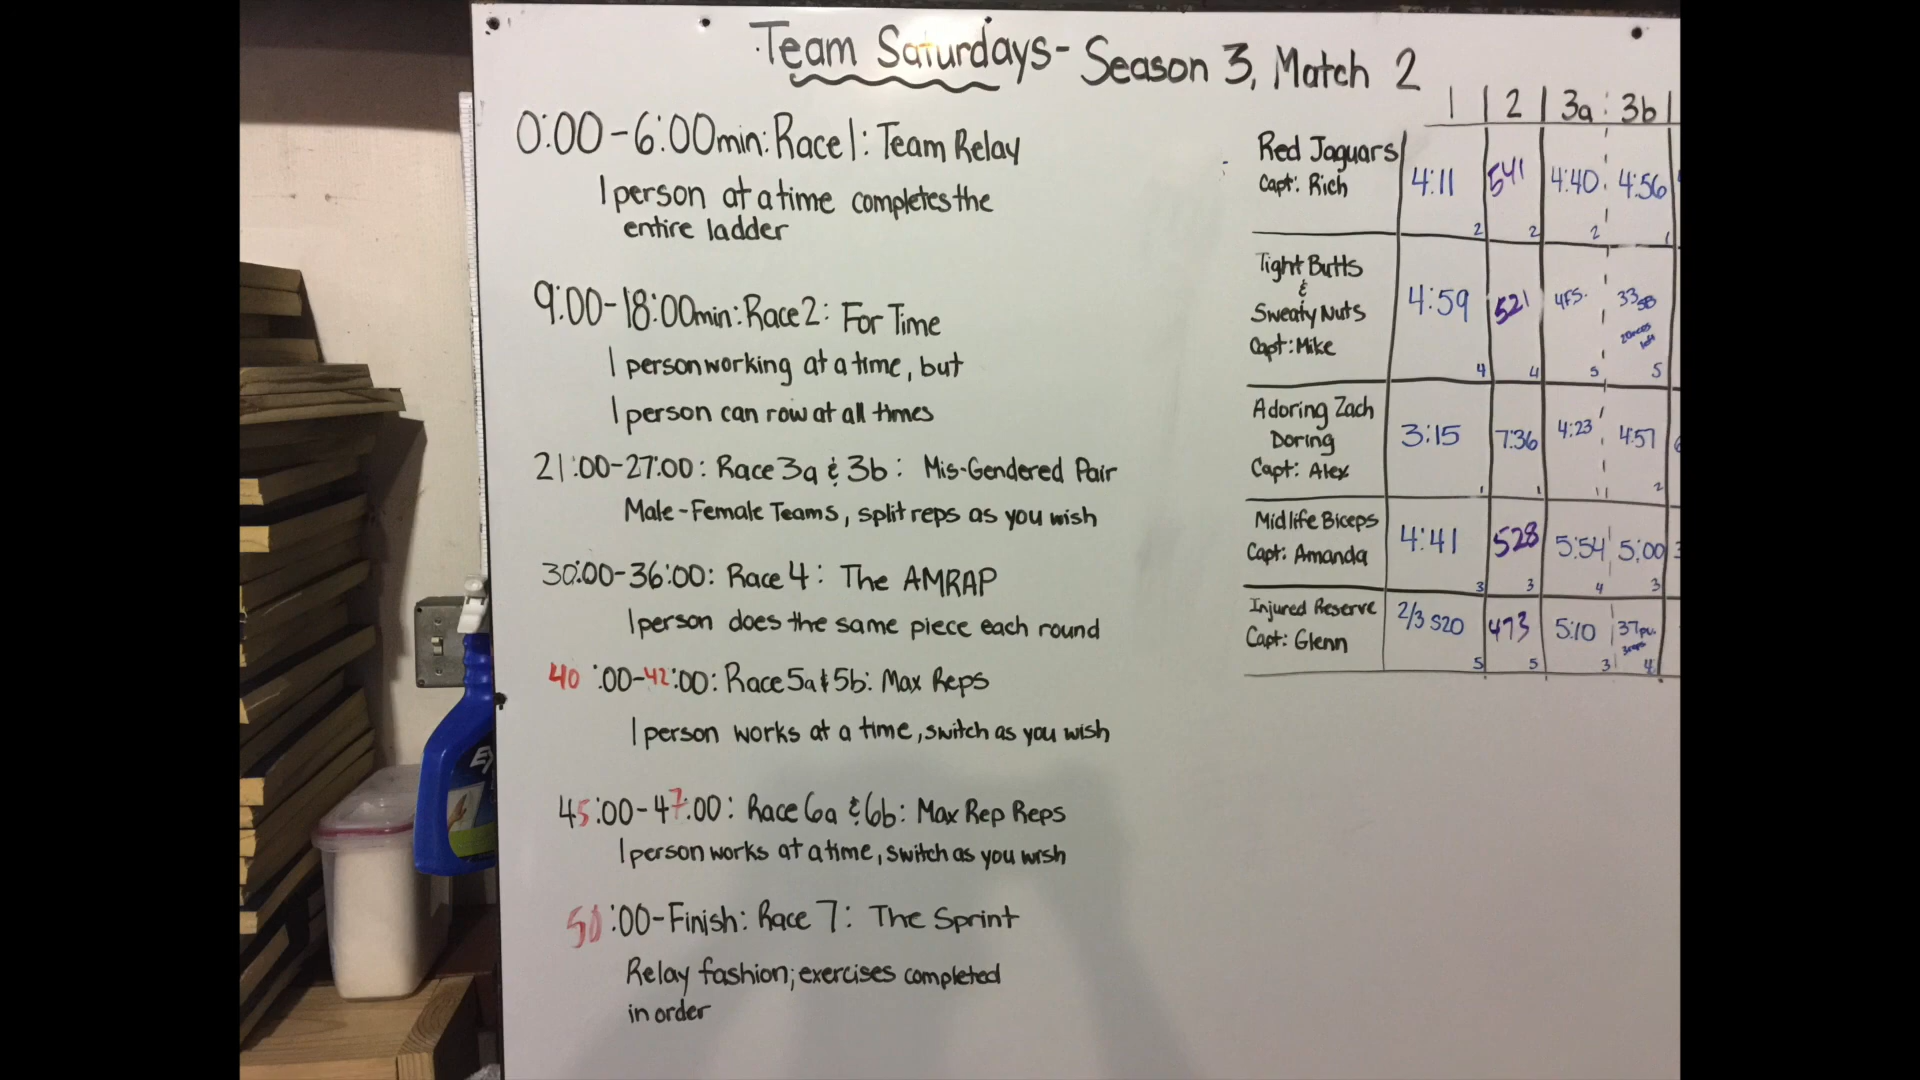 Team Saturdays- Season 3, Match 2
0:00-6:00min: Race 1: Team Relay
1 person at a time completes the
entire ladder
9:00-18:00min: Race 2: For Time
1 person working at a time, but
1 person can row at all times
21:00-27:00: Race 3a & 3b: Mis-Gendered Pair
Male-Female Teams, split reps as you wish
30:00-36:00: Race 4: The AMRAP
1 person does the same piece each round
40:00-42:00: Race 5a & 5b: Max Reps
1 person works at a time, switch as you wish
45:00-47:00: Race 6a & 6b: Max Rep Reps
1 person works at a time, switch as you wish
50:00-Finish: Race 7: The Sprint
Relay fashion; exercises completed
in order
1 2 3a 3b
Red Jaguars
Capt: Rich
4:11 541 4:40 4:56
2 2 2 1
Tight Butts
&
Sweaty Nuts
Capt: Mike
4:59 521 4FS. 33 SB
4 4 5 5
Adoring Zach
Doring
Capt: Alex
3:15 7:36 4:23 4:57
1 1 1 2
Midlife Biceps
Capt: Amanda
4:41 528 5:54 5:00
3 3 4 3
Injured Reserve
Capt: Glenn
2/3 S20 473 5:10 37pu.
5 5 3 4